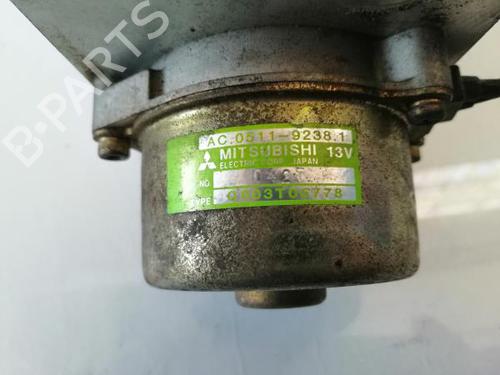 B-PARTS
AC.0511-9238.1
MITSUBISHI 13V
ELECTRIC CORP. JAPAN
NO
TYPE